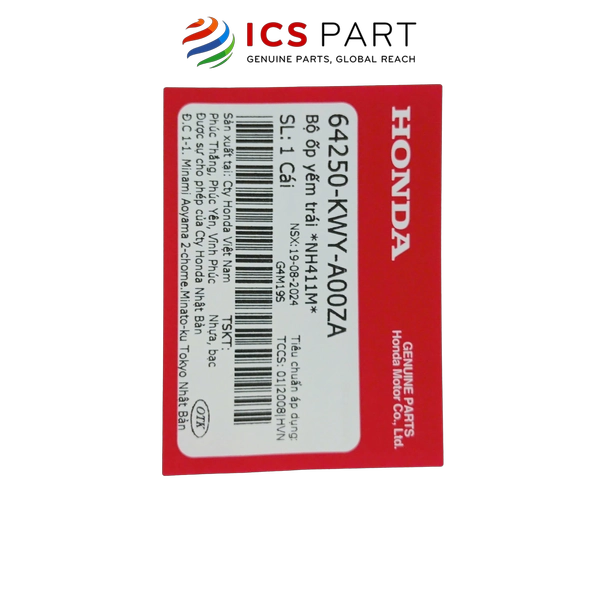 ICS PART
GENUINE PARTS, GLOBAL REACH
HONDA
GENUINE PARTS
Honda Motor Co., Ltd.
64250-KWY-A00ZA
Bộ ốp yếm trái *NH411M*
SL: 1 Cái
NSX:19-08-2024
G4M19S
Tiêu chuẩn áp dụng:
TCCS: 01|2008|HVN
TSKT:
Sản xuất tại: Cty Honda Việt Nam
Nhựa, bạc
Phúc Thắng, Phúc Yên, Vĩnh Phúc
Được sự cho phép của Cty Honda Nhật Bản
Đ.C 1-1, Minami Aoyama 2-chome,Minato-ku Tokyo Nhật Bản
OTK